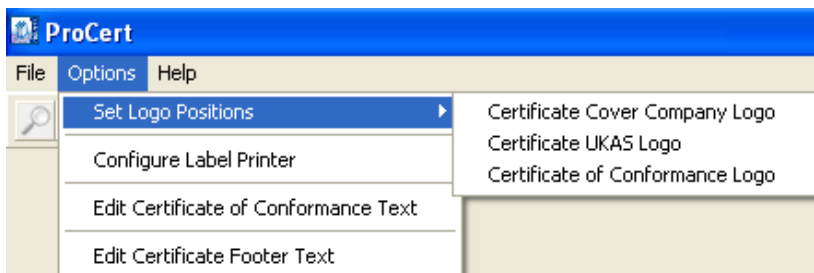 ProCert
File Options Help
Set Logo Positions
Configure Label Printer
Edit Certificate of Conformance Text
Edit Certificate Footer Text
Certificate Cover Company Logo
Certificate UKAS Logo
Certificate of Conformance Logo